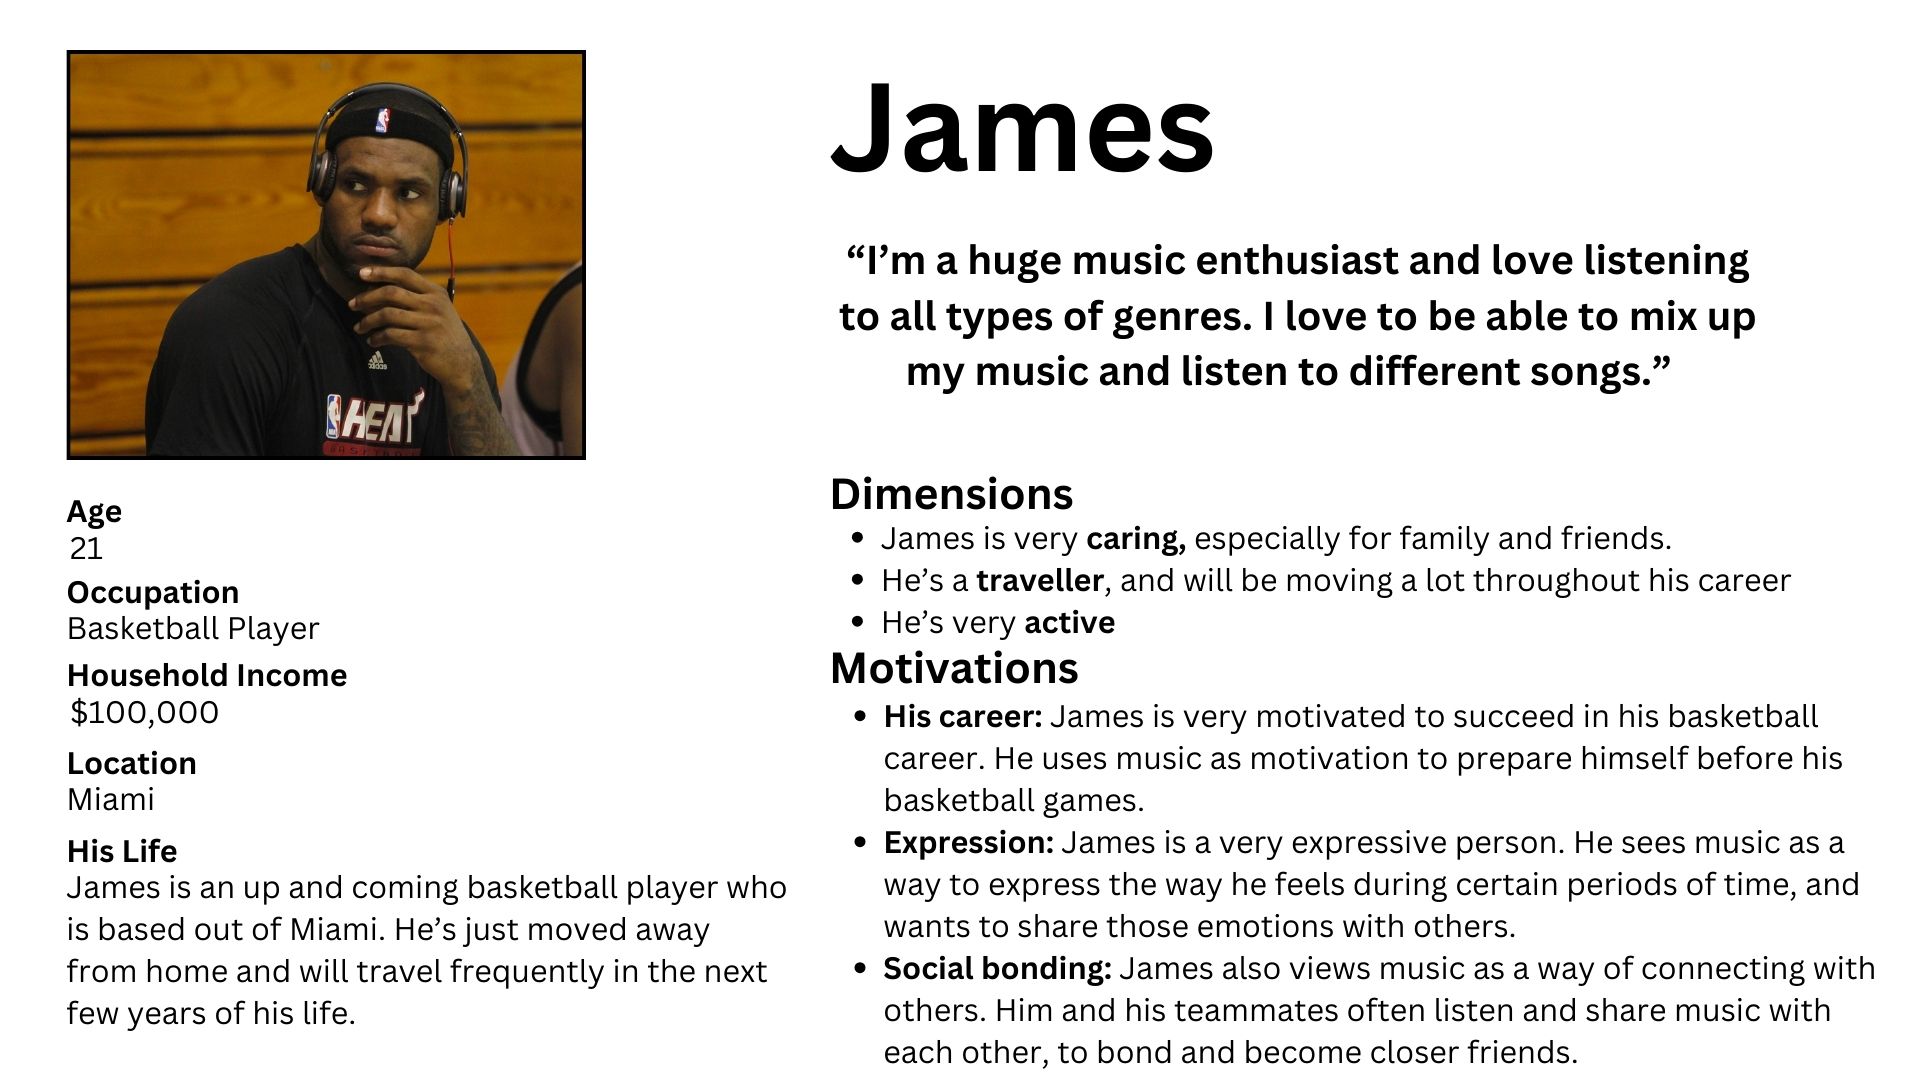 James
“I’m a huge music enthusiast and love listening
to all types of genres. I love to be able to mix up
my music and listen to different songs.”
adidas
HEAT
Age
21
Occupation
Basketball Player
Household Income
$100,000
Location
Miami
His Life
James is an up and coming basketball player who
is based out of Miami. He’s just moved away
from home and will travel frequently in the next
few years of his life.
Dimensions
• James is very caring, especially for family and friends.
• He’s a traveller, and will be moving a lot throughout his career
• He’s very active
Motivations
• His career: James is very motivated to succeed in his basketball
career. He uses music as motivation to prepare himself before his
basketball games.
• Expression: James is a very expressive person. He sees music as a
way to express the way he feels during certain periods of time, and
wants to share those emotions with others.
• Social bonding: James also views music as a way of connecting with
others. Him and his teammates often listen and share music with
each other, to bond and become closer friends.